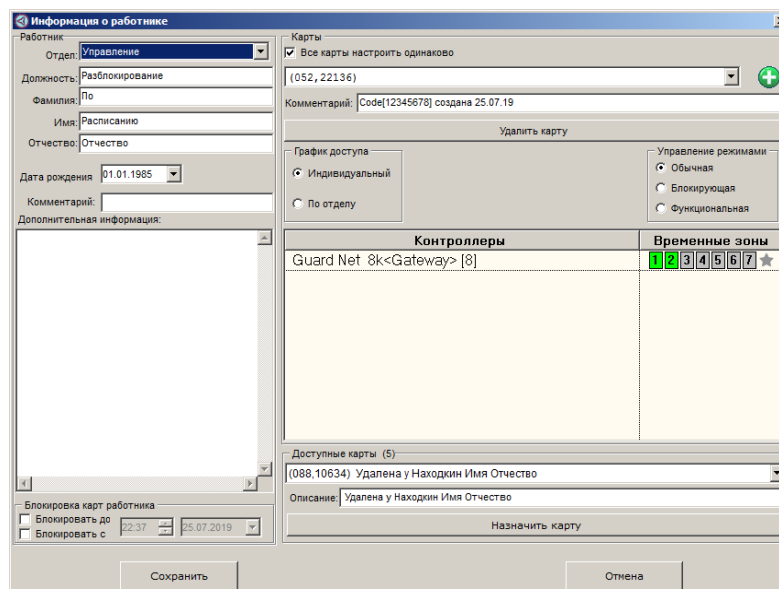 Информация о работнике
Работник
Отдел: Управление
Должность: Разблокирование
Фамилия: По
Имя: Расписанию
Отчество: Отчество
Дата рождения 01.01.1985
Комментарий:
Дополнительная информация:
Блокировка карт работника
Блокировать до
Блокировать с
22:37 25.07.2019
Карты
Все карты настроить одинаково
(052,22136)
Комментарий: Code[12345678] создана 25.07.19
Удалить карту
График доступа
Индивидуальный
По отделу
Управление режимами
Обычная
Блокирующая
Функциональная
Контроллеры Временные зоны
Guard Net 8k<Gateway> [8] 1 2 3 4 5 6 7
Доступные карты (5)
(088,10634) Удалена у Находкин Имя Отчество
Описание: Удалена у Находкин Имя Отчество
Назначить карту
Сохранить Отмена